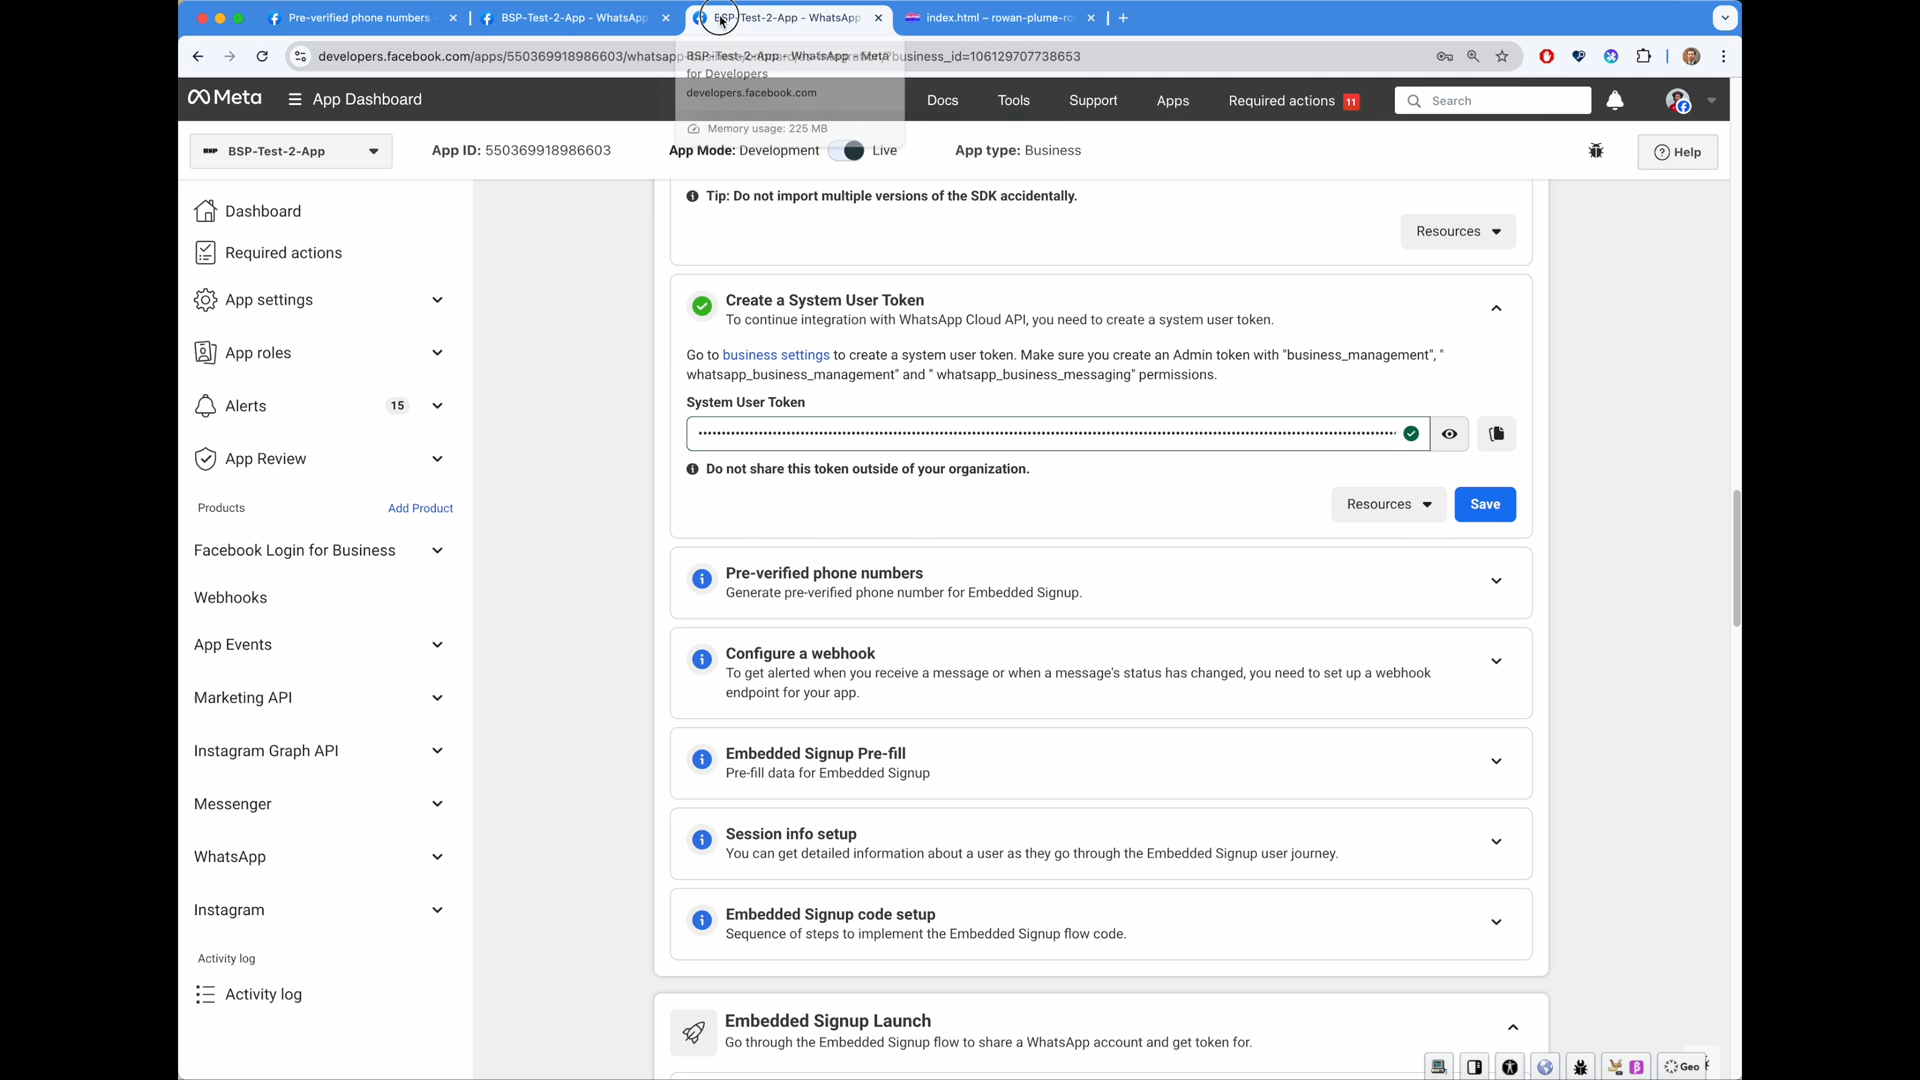 Pre-verified phone numbers
BSP-Test-2-App - WhatsApp
BSP-Test-2-App - WhatsApp
index.html – rowan-plume-ro
developers.facebook.com/apps/550369918986603/whatsapp-business/
?business_id=106129707738653
BSP-Test-2-App - WhatsApp - Meta
for Developers
developers.facebook.com
Memory usage: 225 MB
Meta
App Dashboard
Docs
Tools
Support
Apps
Required actions 11
Search
BSP BSP-Test-2-App
App ID: 550369918986603
App Mode: Development
Live
App type: Business
Help
Dashboard
Required actions
App settings
App roles
Alerts 15
App Review
Products
Add Product
Facebook Login for Business
Webhooks
App Events
Marketing API
Instagram Graph API
Messenger
WhatsApp
Instagram
Activity log
Activity log
Tip: Do not import multiple versions of the SDK accidentally.
Resources
Create a System User Token
To continue integration with WhatsApp Cloud API, you need to create a system user token.
Go to business settings to create a system user token. Make sure you create an Admin token with "business_management", "
whatsapp_business_management" and " whatsapp_business_messaging" permissions.
System User Token
Do not share this token outside of your organization.
Resources
Save
Pre-verified phone numbers
Generate pre-verified phone number for Embedded Signup.
Configure a webhook
To get alerted when you receive a message or when a message's status has changed, you need to set up a webhook
endpoint for your app.
Embedded Signup Pre-fill
Pre-fill data for Embedded Signup
Session info setup
You can get detailed information about a user as they go through the Embedded Signup user journey.
Embedded Signup code setup
Sequence of steps to implement the Embedded Signup flow code.
Embedded Signup Launch
Go through the Embedded Signup flow to share a WhatsApp account and get token for.
Geo